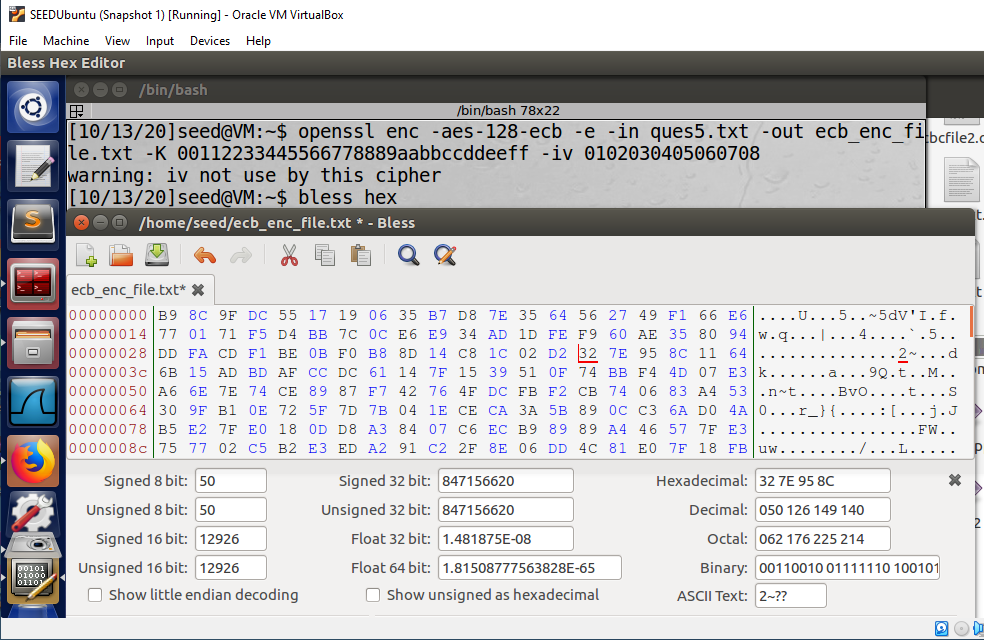 SEEDUbuntu (Snapshot 1) [Running] - Oracle VM VirtualBox
File Machine View Input Devices Help
Bless Hex Editor
/bin/bash
/bin/bash 78x22
[10/13/20]seed@VM:~$ openssl enc -aes-128-ecb -e -in ques5.txt -out ecb_enc_fi
le.txt -K 00112233445566778889aabbccddeeff -iv 0102030405060708
warning: iv not use by this cipher
[10/13/20]seed@VM:~$ bless hex
/home/seed/ecb_enc_file.txt * - Bless
ecb_enc_file.txt*
00000000 B9 8C 9F DC 55 17 19 06 35 B7 D8 7E 35 64 56 27 49 F1 66 E6 ....U...5..~5dV'I.f.
00000014 77 01 71 F5 D4 BB 7C 0C E6 E9 34 AD 1D FE F9 60 AE 35 80 94 w.q...|...4....`.5..
00000028 DD FA CD F1 BE 0B F0 B8 8D 14 C8 1C 02 D2 32 7E 95 8C 11 64 ..............2~...d
0000003c 6B 15 AD BD AF CC DC 61 14 7F 15 39 51 0F 74 BB F4 4D 07 E3 k......a...9Q.t..M..
00000050 A6 6E 7E 74 CE 89 87 7F 42 76 4F DC FB F2 CB 74 06 83 A4 53 .n~t....BvO....t...S
00000064 30 9F B1 0E 72 5F 7D 7B 04 1E CE CA 3A 5B 89 0C C3 6A D0 4A 0...r_}{....:[...j.J
00000078 B5 E2 7F E0 18 0D D8 A3 84 07 C6 EC B9 89 89 A4 46 57 7F E3 ................FW..
0000008c 75 77 02 C5 B2 E3 ED A2 91 C2 2F 8E 06 DD 4C 81 E0 7F 18 FB uw......../...L.....
Signed 8 bit: 50 Signed 32 bit: 847156620 Hexadecimal: 32 7E 95 8C
Unsigned 8 bit: 50 Unsigned 32 bit: 847156620 Decimal: 050 126 149 140
Signed 16 bit: 12926 Float 32 bit: 1.481875E-08 Octal: 062 176 225 214
Unsigned 16 bit: 12926 Float 64 bit: 1.81508777563828E-65 Binary: 00110010 01111110 100101
Show little endian decoding Show unsigned as hexadecimal ASCII Text: 2~??